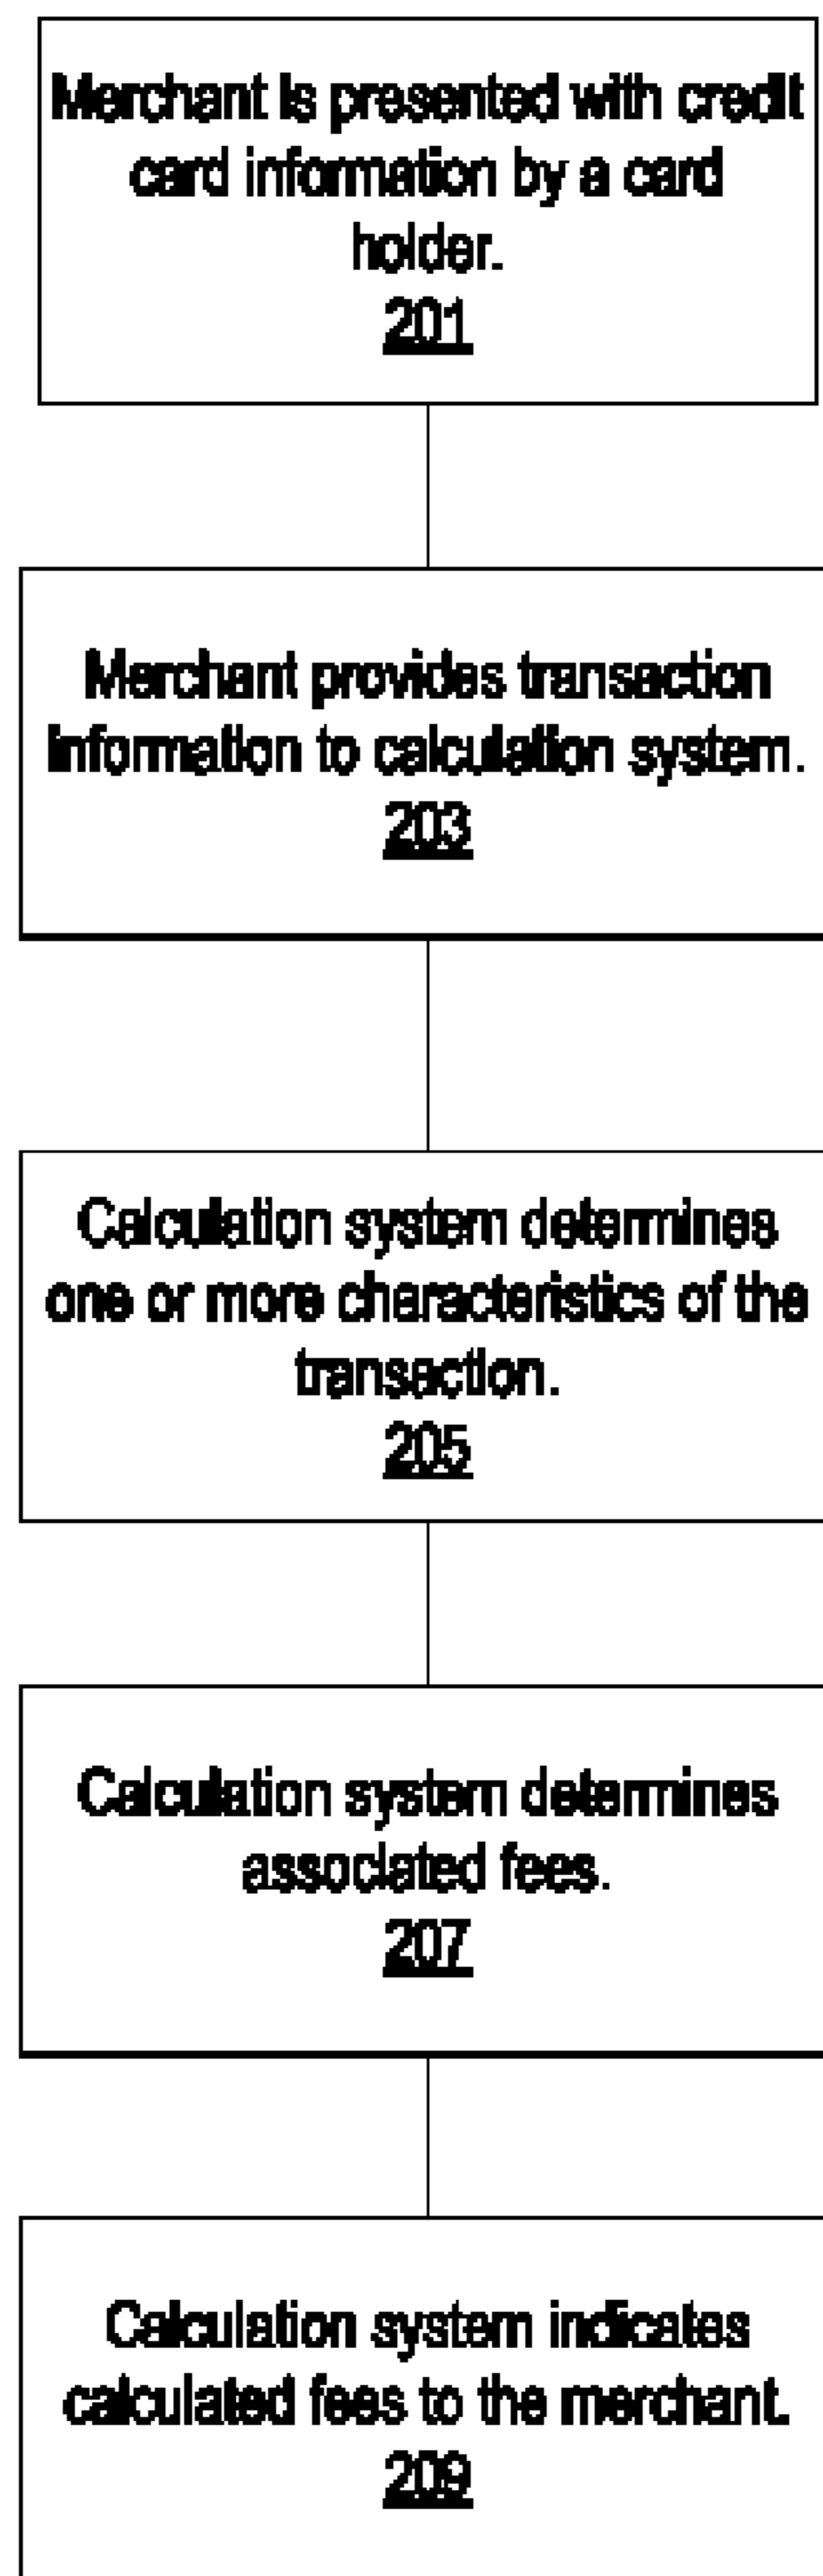 Merchant is presented with credit
card information by a card
holder.
201
Merchant provides transaction
information to calculation system.
203
Calculation system determines
one or more characteristics of the
transaction.
205
Calculation system determines
associated fees.
207
Calculation system indicates
calculated fees to the merchant.
209